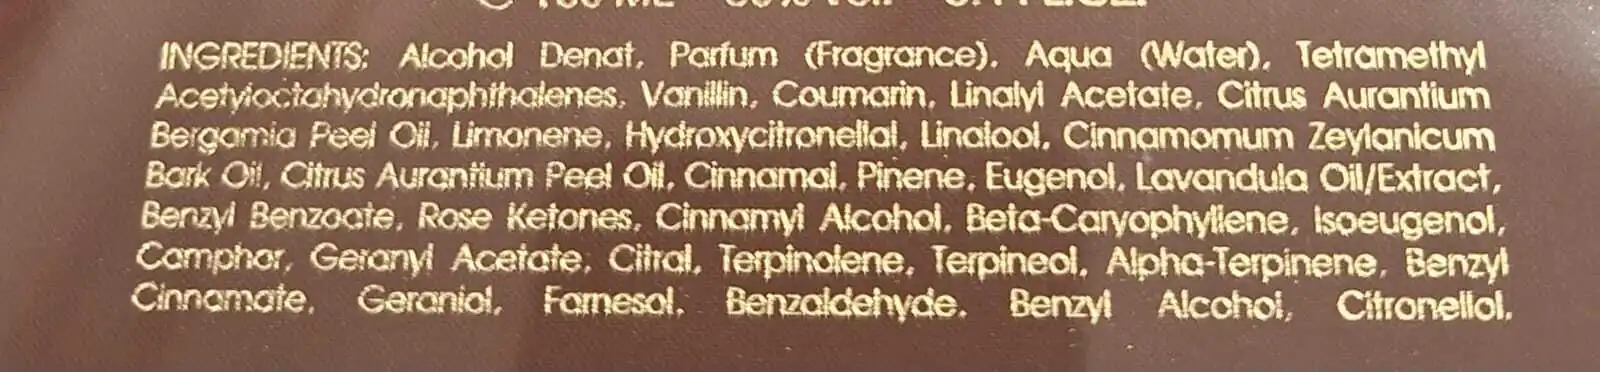 INGREDIENTS: Alcohol Denat, Parfum (Fragrance), Aqua (Water), Tetramethyl
Acetyloctahydronaphthalenes, Vanillin, Coumarin, Linalyl Acetate, Citrus Aurantium
Bergamia Peel Oil, Limonene, Hydroxycitronellal, Linalool, Cinnamomum Zeylanicum
Bark Oil, Citrus Aurantium Peel Oil, Cinnamal, Pinene, Eugenol, Lavandula Oil/Extract,
Benzyl Benzoate, Rose Ketones, Cinnamyl Alcohol, Beta-Caryophyllene, Isoeugenol,
Camphor, Geranyl Acetate, Citral, Terpinolene, Terpineol, Alpha-Terpinene, Benzyl
Cinnamate, Geraniol, Farnesol, Benzaldehyde, Benzyl Alcohol, Citronellol.